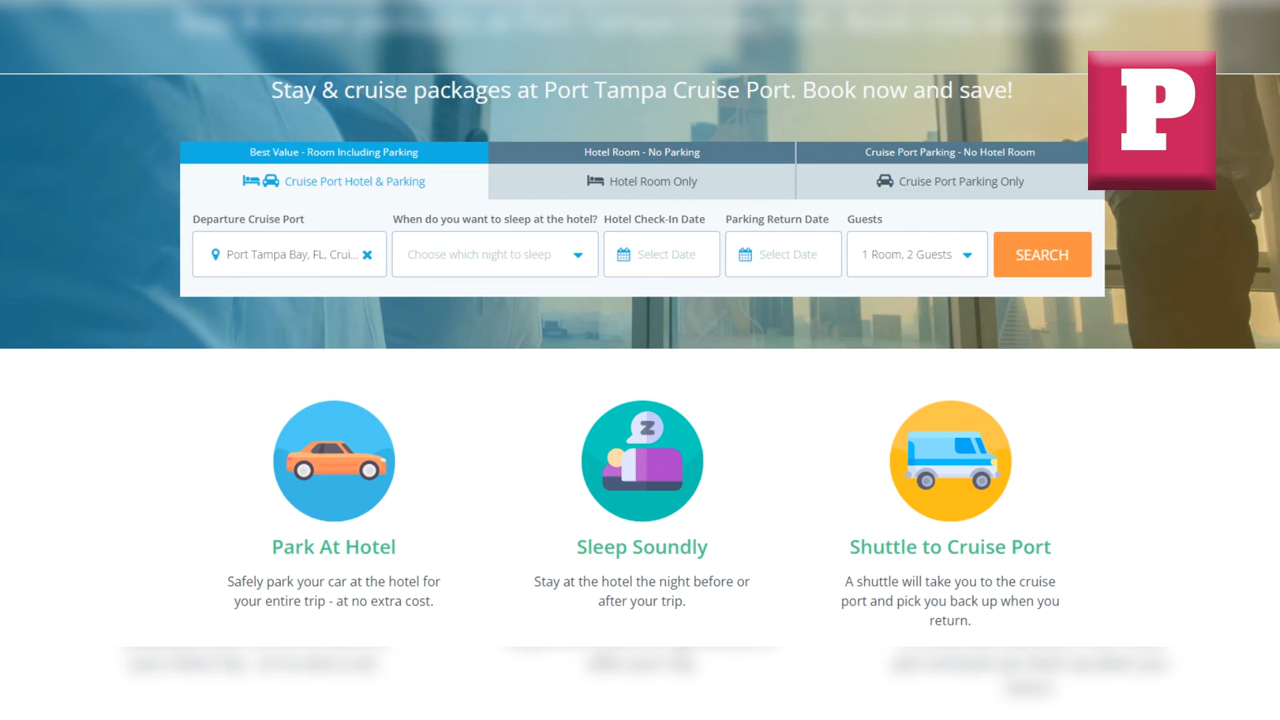 Stay & cruise packages at Port Tampa Cruise Port. Book now and save!
P
Best Value - Room Including Parking
Hotel Room - No Parking
Cruise Port Parking - No Hotel Room
Cruise Port Hotel & Parking
Hotel Room Only
Cruise Port Parking Only
Departure Cruise Port
When do you want to sleep at the hotel?
Hotel Check-In Date
Parking Return Date
Guests
Port Tampa Bay, FL, Crui...
Choose which night to sleep
Select Date
Select Date
1 Room, 2 Guests
SEARCH
Z
Park At Hotel
Safely park your car at the hotel for
your entire trip - at no extra cost.
Sleep Soundly
Stay at the hotel the night before or
after your trip.
Shuttle to Cruise Port
A shuttle will take you to the cruise
port and pick you back up when you
return.